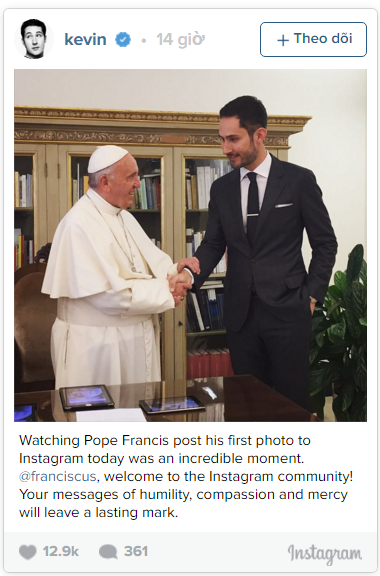 kevin • 14 giờ
+ Theo dõi
Watching Pope Francis post his first photo to
Instagram today was an incredible moment.
@franciscus, welcome to the Instagram community!
Your messages of humility, compassion and mercy
will leave a lasting mark.
12.9k 361
Instagram